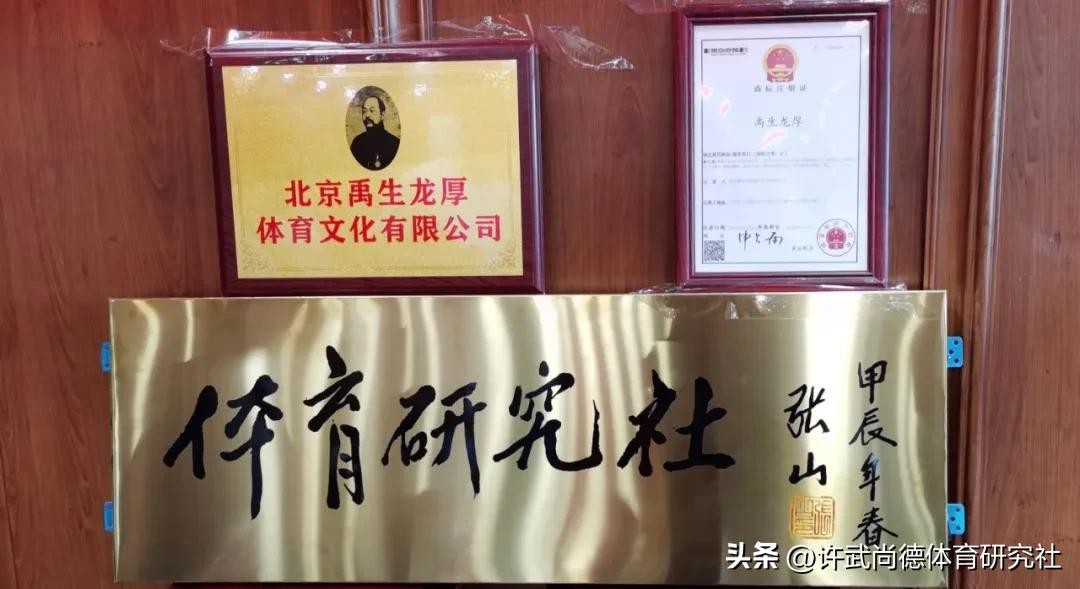 北京禹生龙厚
体育文化有限公司
商标注册证
禹生龙厚
体育研究社
甲辰年春
张山
头条 @许武尚德体育研究社